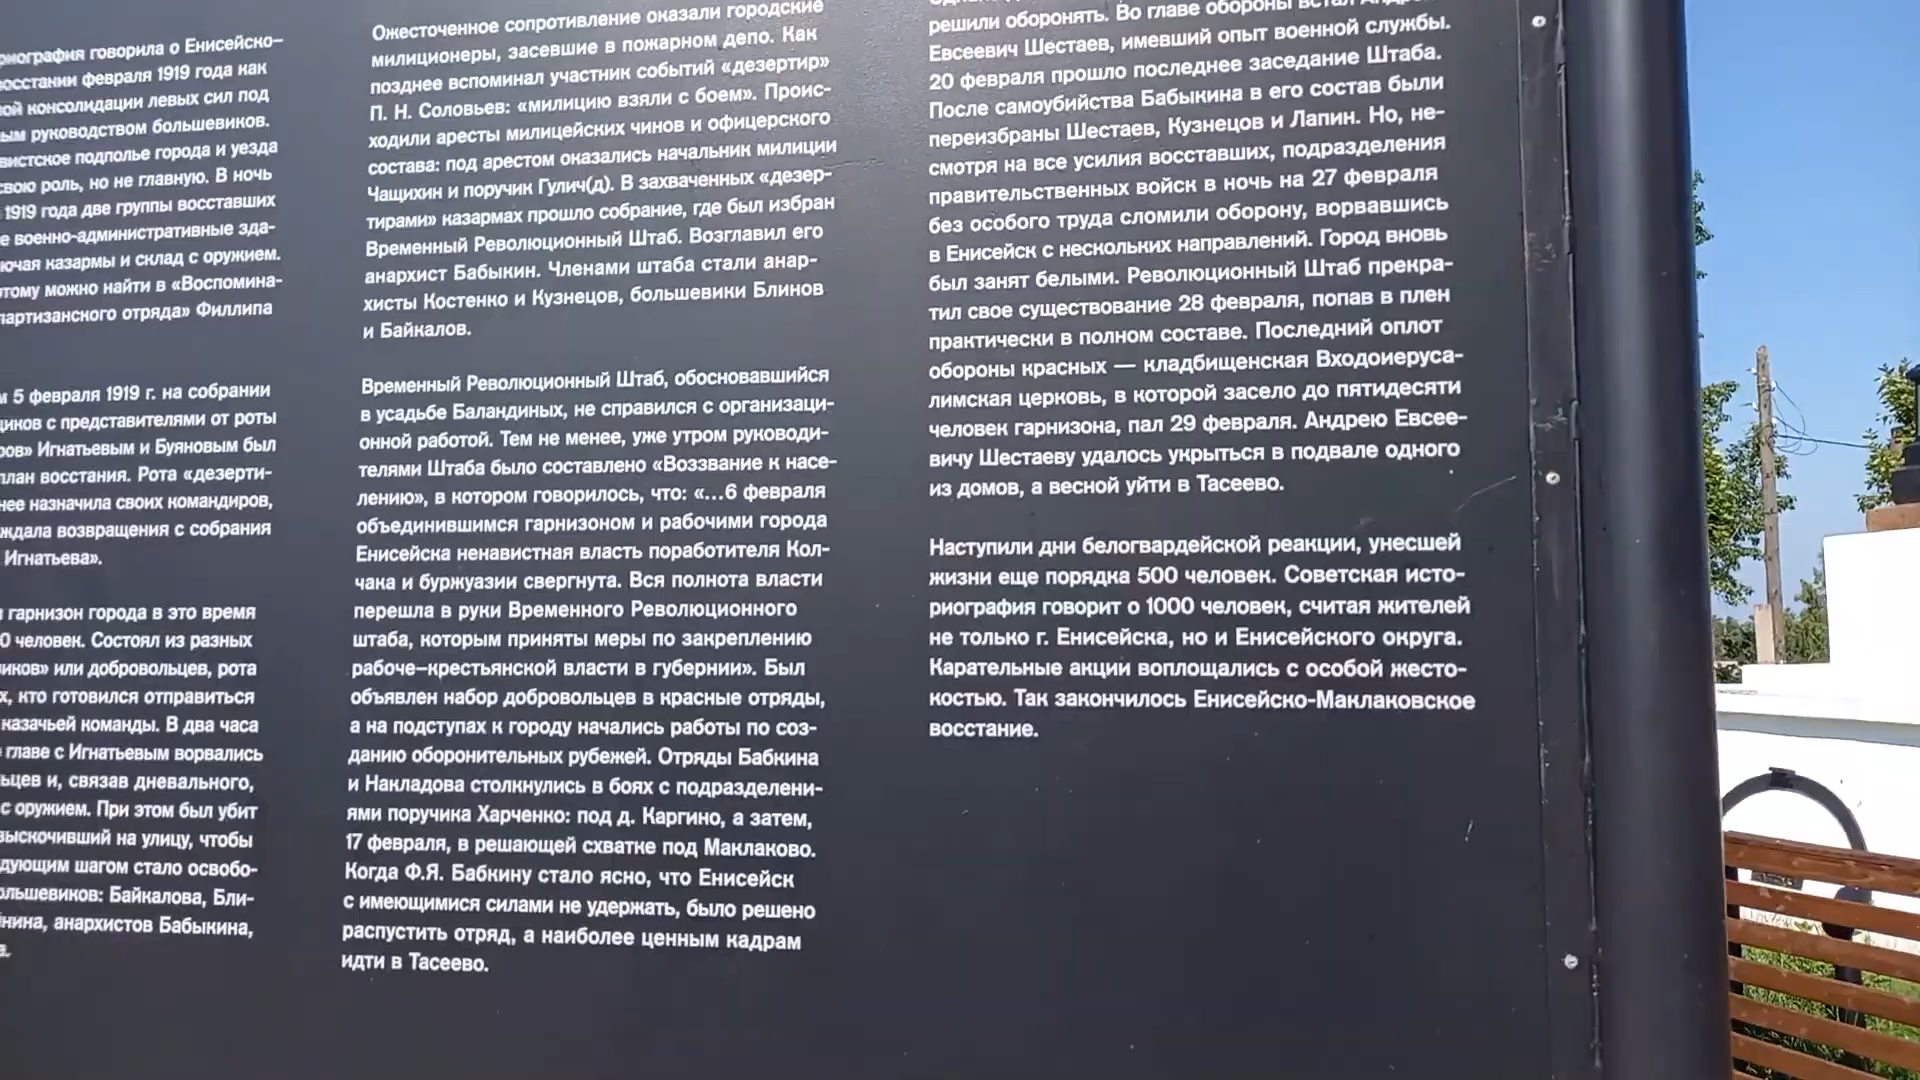 говорила о Енисейско–
февраля 1919 года как
консолидации левых сил под
руководством большевиков.
подполье города и уезда
свою роль, но не главную. В ночь
1919 года две группы восставших
военно-административные зда-
казармы и склад с оружием.
можно найти в «Воспомина-
партизанского отряда» Филлипа
5 февраля 1919 г. на собрании
с представителями от роты
Игнатьевым и Буяновым был
план восстания. Рота «дезерти-
назначила своих командиров,
возвращения с собрания
Игнатьева».
гарнизон города в это время
человек. Состоял из разных
или добровольцев, рота
кто готовился отправиться
казачьей команды. В два часа
главе с Игнатьевым ворвались
и, связав дневального,
с оружием. При этом был убит
выскочивший на улицу, чтобы
шагом стало освобо-
Байкалова, Бли-
анархистов Бабыкина,
Ожесточенное сопротивление оказали городские
милиционеры, засевшие в пожарном депо. Как
позднее вспоминал участник событий «дезертир»
П. Н. Соловьев: «милицию взяли с боем». Проис-
ходили аресты милицейских чинов и офицерского
состава: под арестом оказались начальник милиции
Чащихин и поручик Гулич(д). В захваченных «дезер-
тирами» казармах прошло собрание, где был избран
Временный Революционный Штаб. Возглавил его
анархист Бабыкин. Членами штаба стали анар-
хисты Костенко и Кузнецов, большевики Блинов
и Байкалов.
Временный Революционный Штаб, обосновавшийся
в усадьбе Баландиных, не справился с организаци-
онной работой. Тем не менее, уже утром руководи-
телями Штаба было составлено «Воззвание к насе-
лению», в котором говорилось, что: «…6 февраля
объединившимся гарнизоном и рабочими города
Енисейска ненавистная власть поработителя Кол-
чака и буржуазии свергнута. Вся полнота власти
перешла в руки Временного Революционного
штаба, которым приняты меры по закреплению
рабоче–крестьянской власти в губернии». Был
объявлен набор добровольцев в красные отряды,
а на подступах к городу начались работы по соз-
данию оборонительных рубежей. Отряды Бабкина
и Накладова столкнулись в боях с подразделени-
ями поручика Харченко: под д. Каргино, а затем,
17 февраля, в решающей схватке под Маклаково.
Когда Ф.Я. Бабкину стало ясно, что Енисейск
с имеющимися силами не удержать, было решено
распустить отряд, а наиболее ценным кадрам
идти в Тасеево.
решили оборонять. Во главе обороны встал
Евсеевич Шестаев, имевший опыт военной службы.
20 февраля прошло последнее заседание Штаба.
После самоубийства Бабыкина в его состав были
переизбраны Шестаев, Кузнецов и Лапин. Но, не-
смотря на все усилия восставших, подразделения
правительственных войск в ночь на 27 февраля
без особого труда сломили оборону, ворвавшись
в Енисейск с нескольких направлений. Город вновь
был занят белыми. Революционный Штаб прекра-
тил свое существование 28 февраля, попав в плен
практически в полном составе. Последний оплот
обороны красных — кладбищенская Входоиеруса-
лимская церковь, в которой засело до пятидесяти
человек гарнизона, пал 29 февраля. Андрею Евсее-
вичу Шестаеву удалось укрыться в подвале одного
из домов, а весной уйти в Тасеево.
Наступили дни белогвардейской реакции, унесшей
жизни еще порядка 500 человек. Советская исто-
риография говорит о 1000 человек, считая жителей
не только г. Енисейска, но и Енисейского округа.
Карательные акции воплощались с особой жесто-
костью. Так закончилось Енисейско-Маклаковское
восстание.